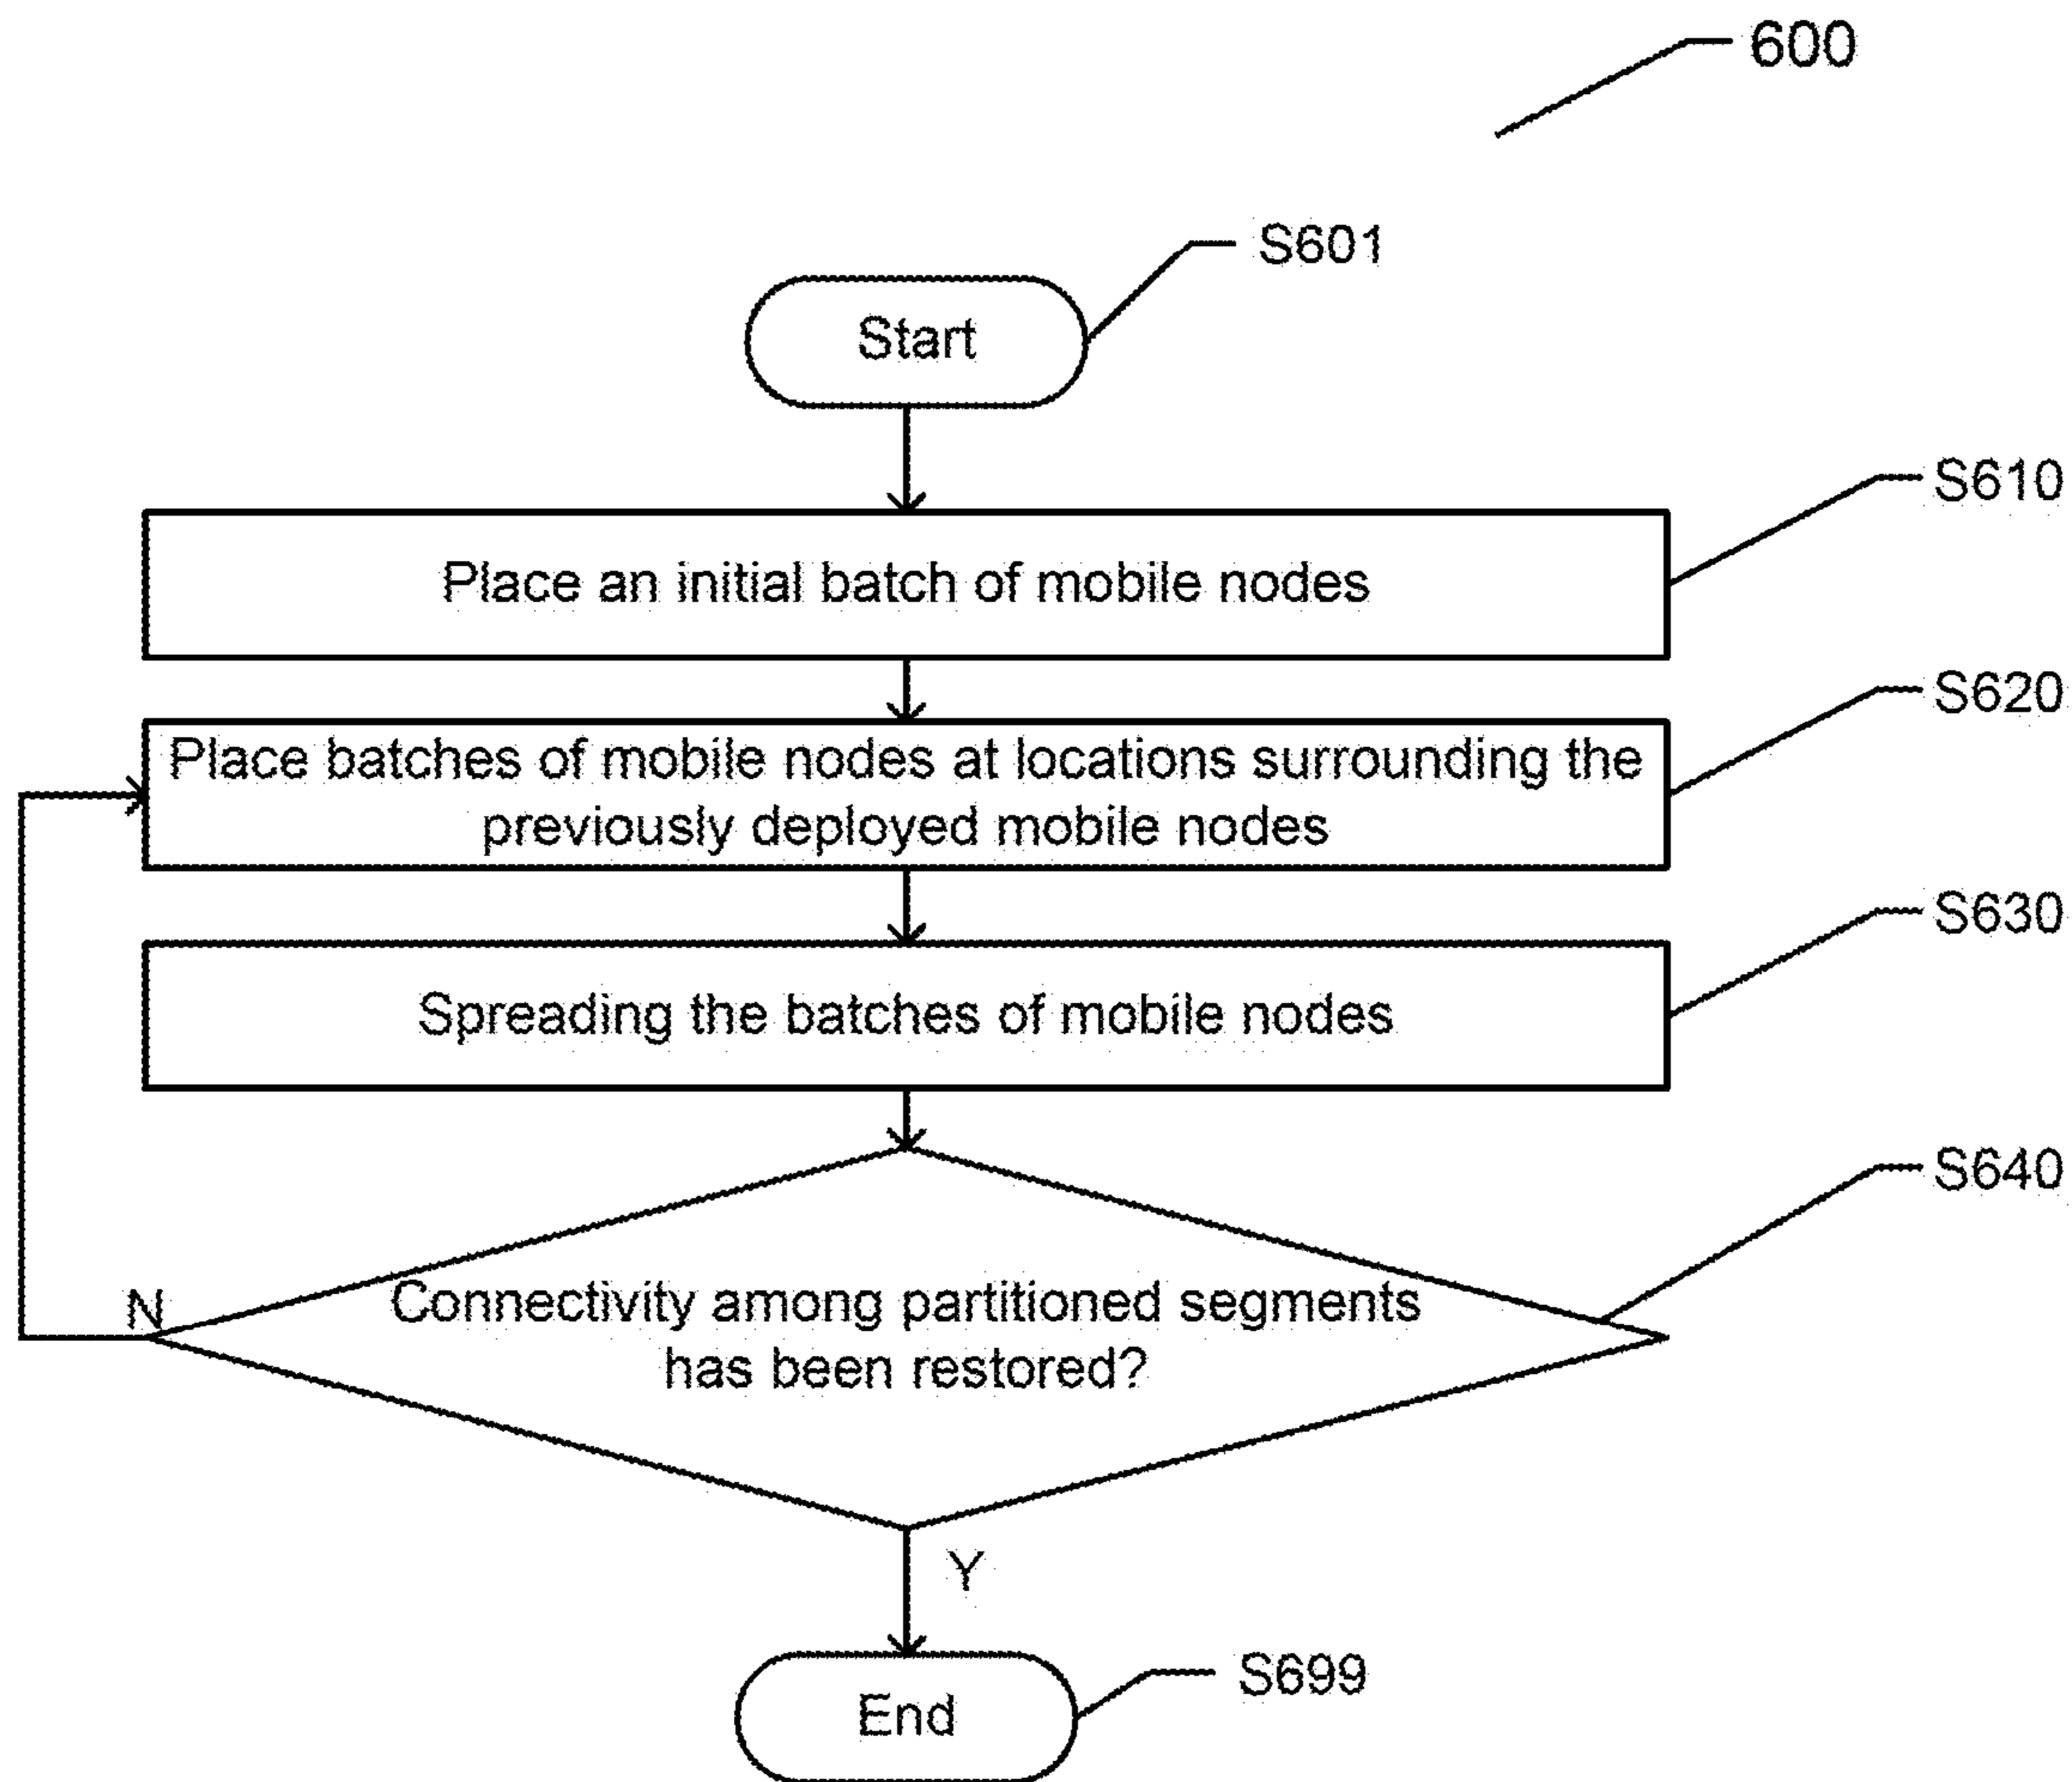 600
S601
Start
S610
Place an initial batch of mobile nodes
S620
Place batches of mobile nodes at locations surrounding the
previously deployed mobile nodes
S630
Spreading the batches of mobile nodes
S640
Connectivity among partitioned segments
has been restored?
N
Y
S699
End